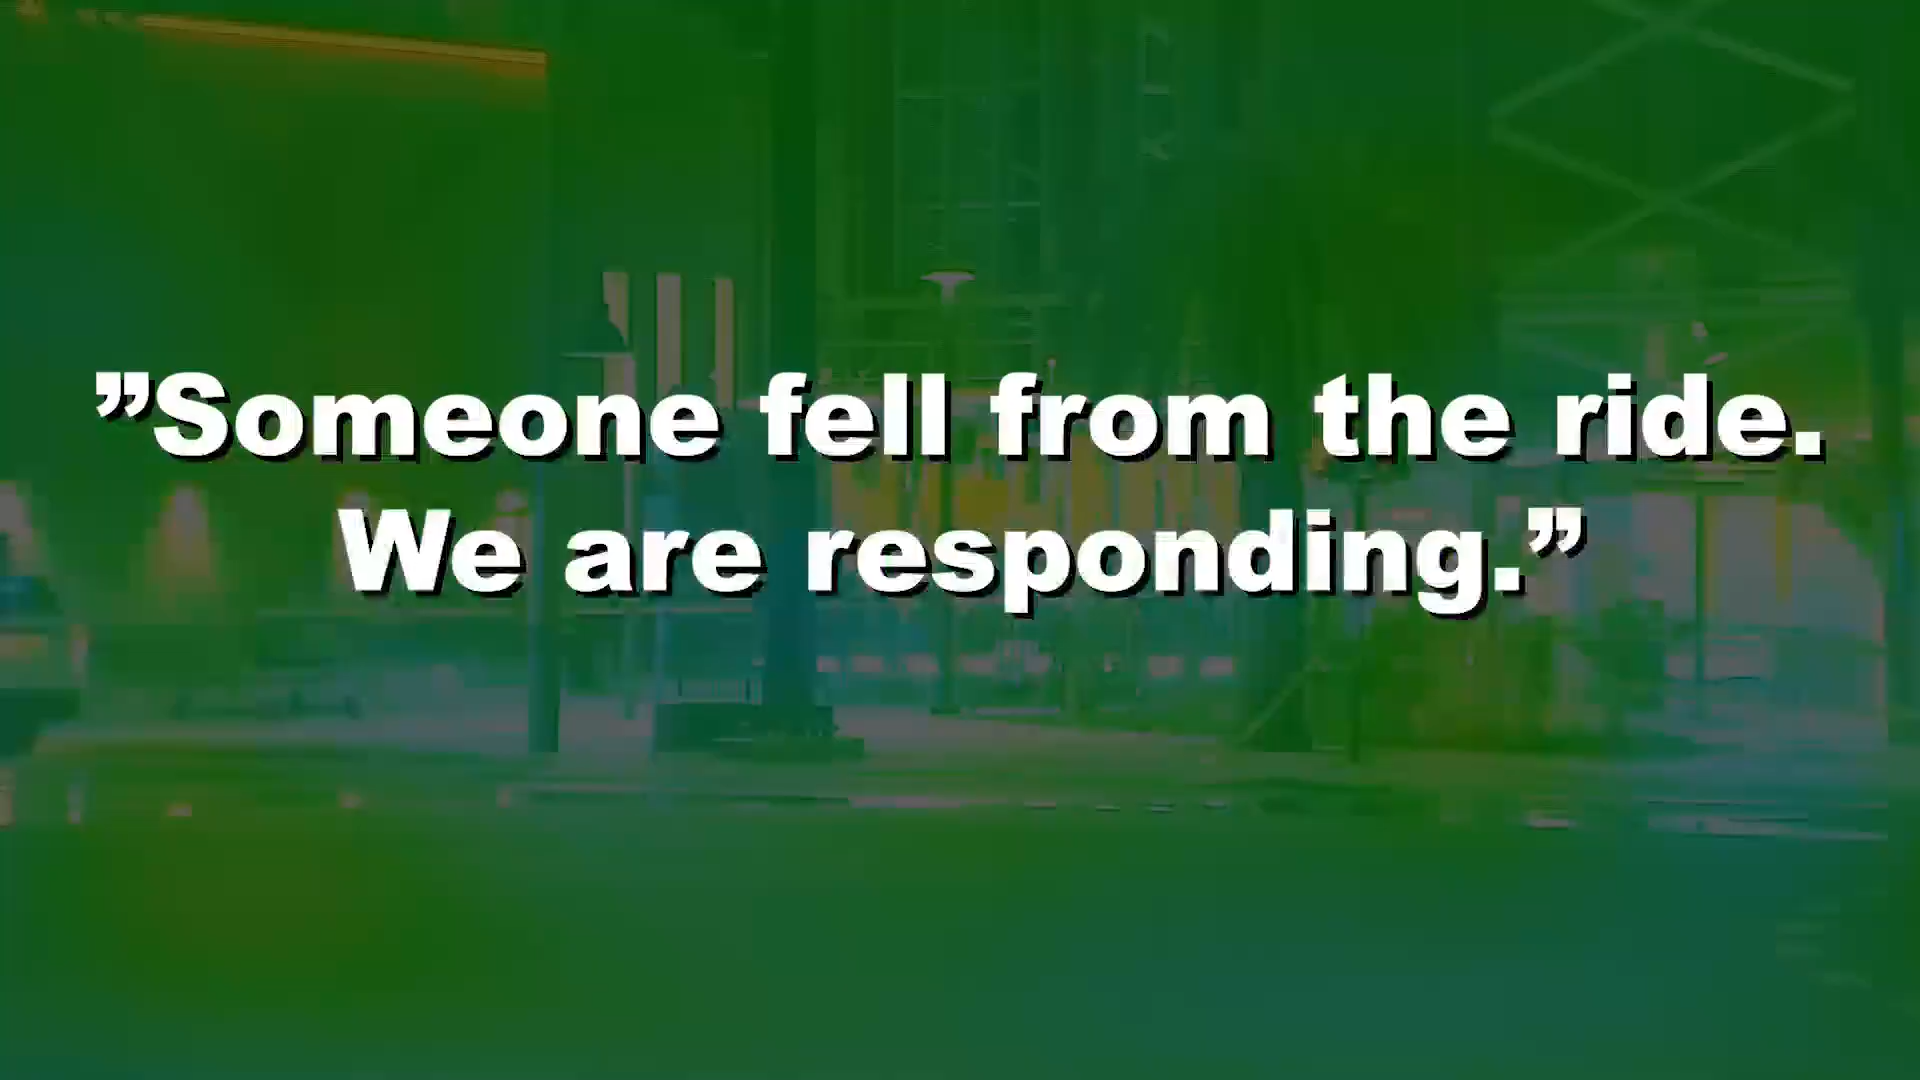 ”Someone fell from the ride.
We are responding.”